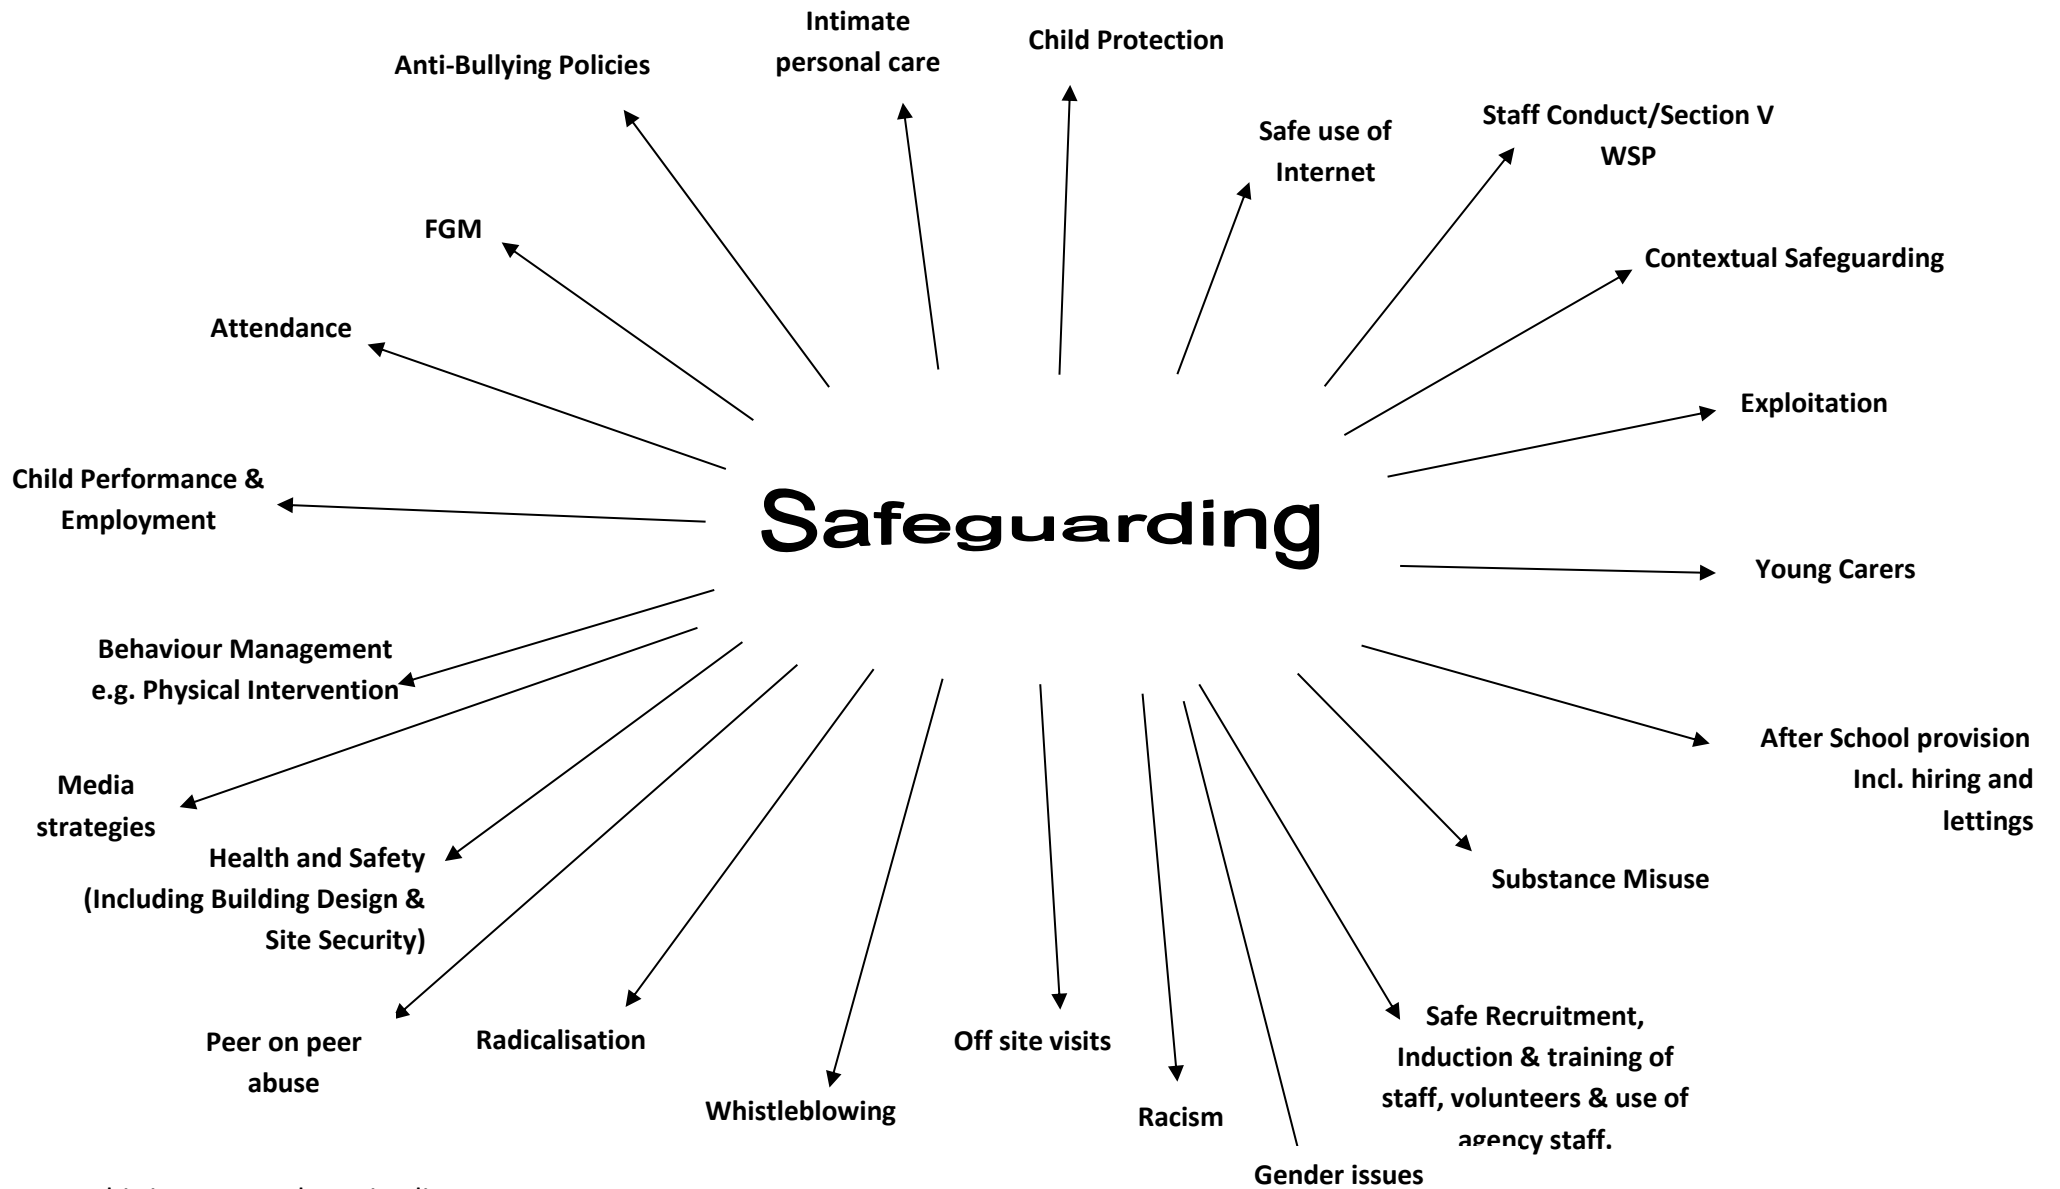 Intimate
personal care
Child Protection
Anti-Bullying Policies
Staff Conduct/Section V
WSP
Safe use of
Internet
FGM
Contextual Safeguarding
Attendance
Exploitation
Child Performance &
Employment
Safeguarding
Young Carers
Behaviour Management
e.g. Physical Intervention
After School provision
Incl. hiring and
lettings
Media
strategies
Health and Safety
(Including Building Design &
Site Security)
Substance Misuse
Peer on peer
abuse
Radicalisation
Off site visits
Safe Recruitment,
Induction & training of
staff, volunteers & use of
agency staff.
Whistleblowing
Racism
Gender issues